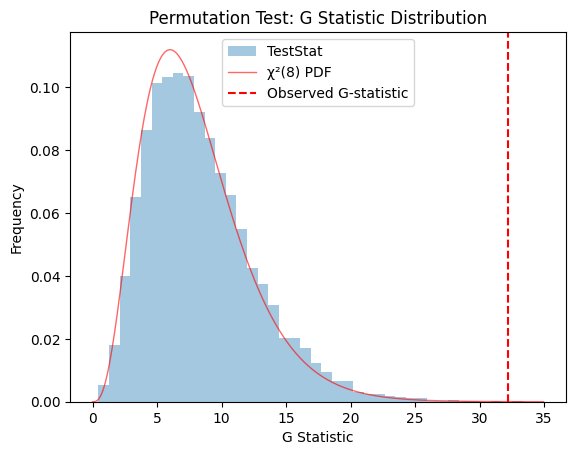 Permutation Test: G Statistic Distribution
TestStat
χ²(8) PDF
Observed G-statistic
Frequency
0.10
0.08
0.06
0.04
0.02
0.00
0
5
10
15
20
25
30
35
G Statistic